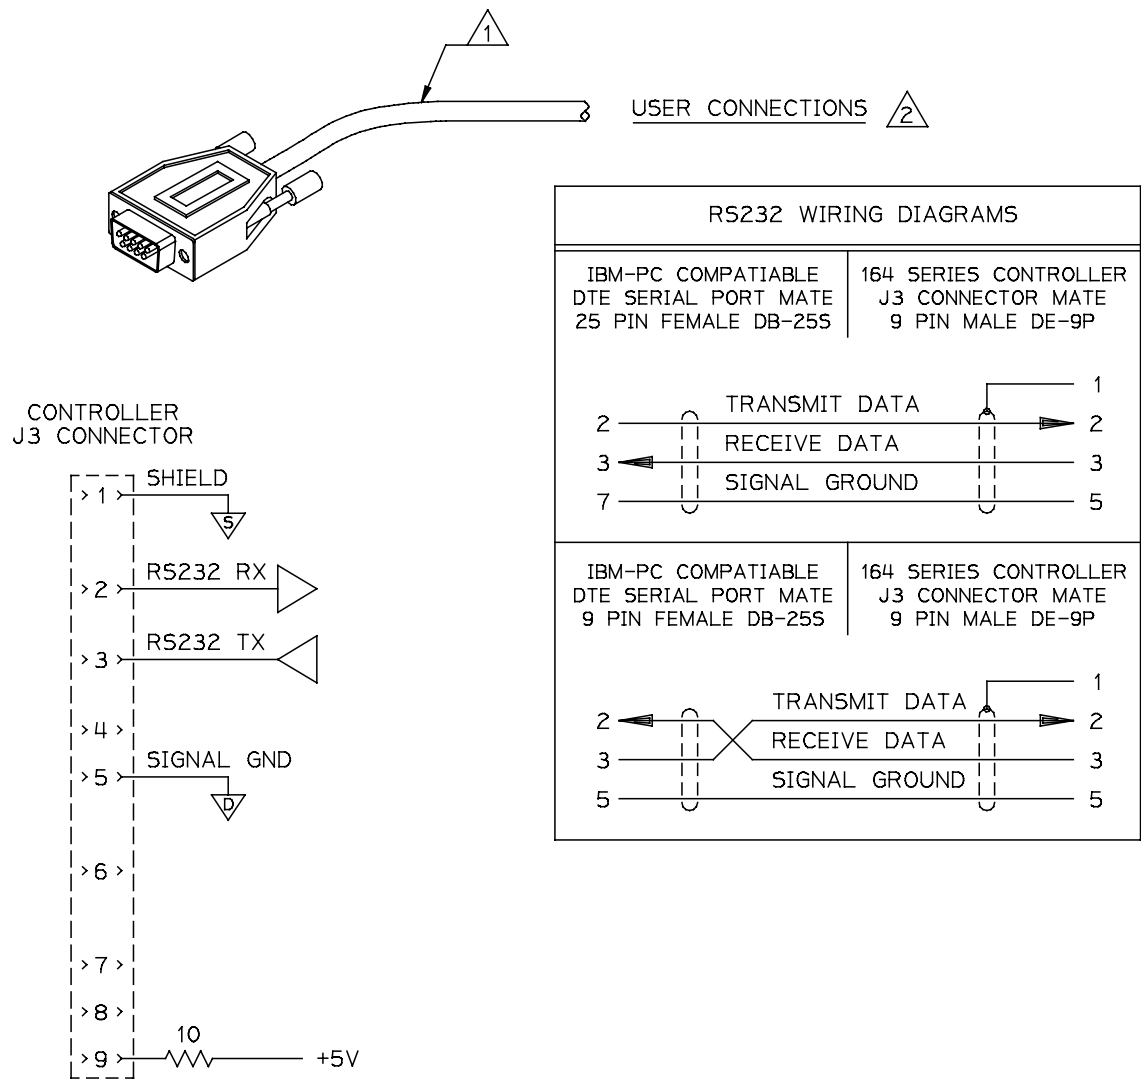 1
USER CONNECTIONS 2
RS232 WIRING DIAGRAMS
IBM-PC COMPATIABLE
DTE SERIAL PORT MATE
25 PIN FEMALE DB-25S
164 SERIES CONTROLLER
J3 CONNECTOR MATE
9 PIN MALE DE-9P
1
2 TRANSMIT DATA 2
3 RECEIVE DATA 3
7 SIGNAL GROUND 5
IBM-PC COMPATIABLE
DTE SERIAL PORT MATE
9 PIN FEMALE DB-25S
164 SERIES CONTROLLER
J3 CONNECTOR MATE
9 PIN MALE DE-9P
1
2 TRANSMIT DATA 2
3 RECEIVE DATA 3
5 SIGNAL GROUND 5
CONTROLLER
J3 CONNECTOR
1 SHIELD
S
2 RS232 RX
3 RS232 TX
4
5 SIGNAL GND
D
6
7
8
9 10 +5V